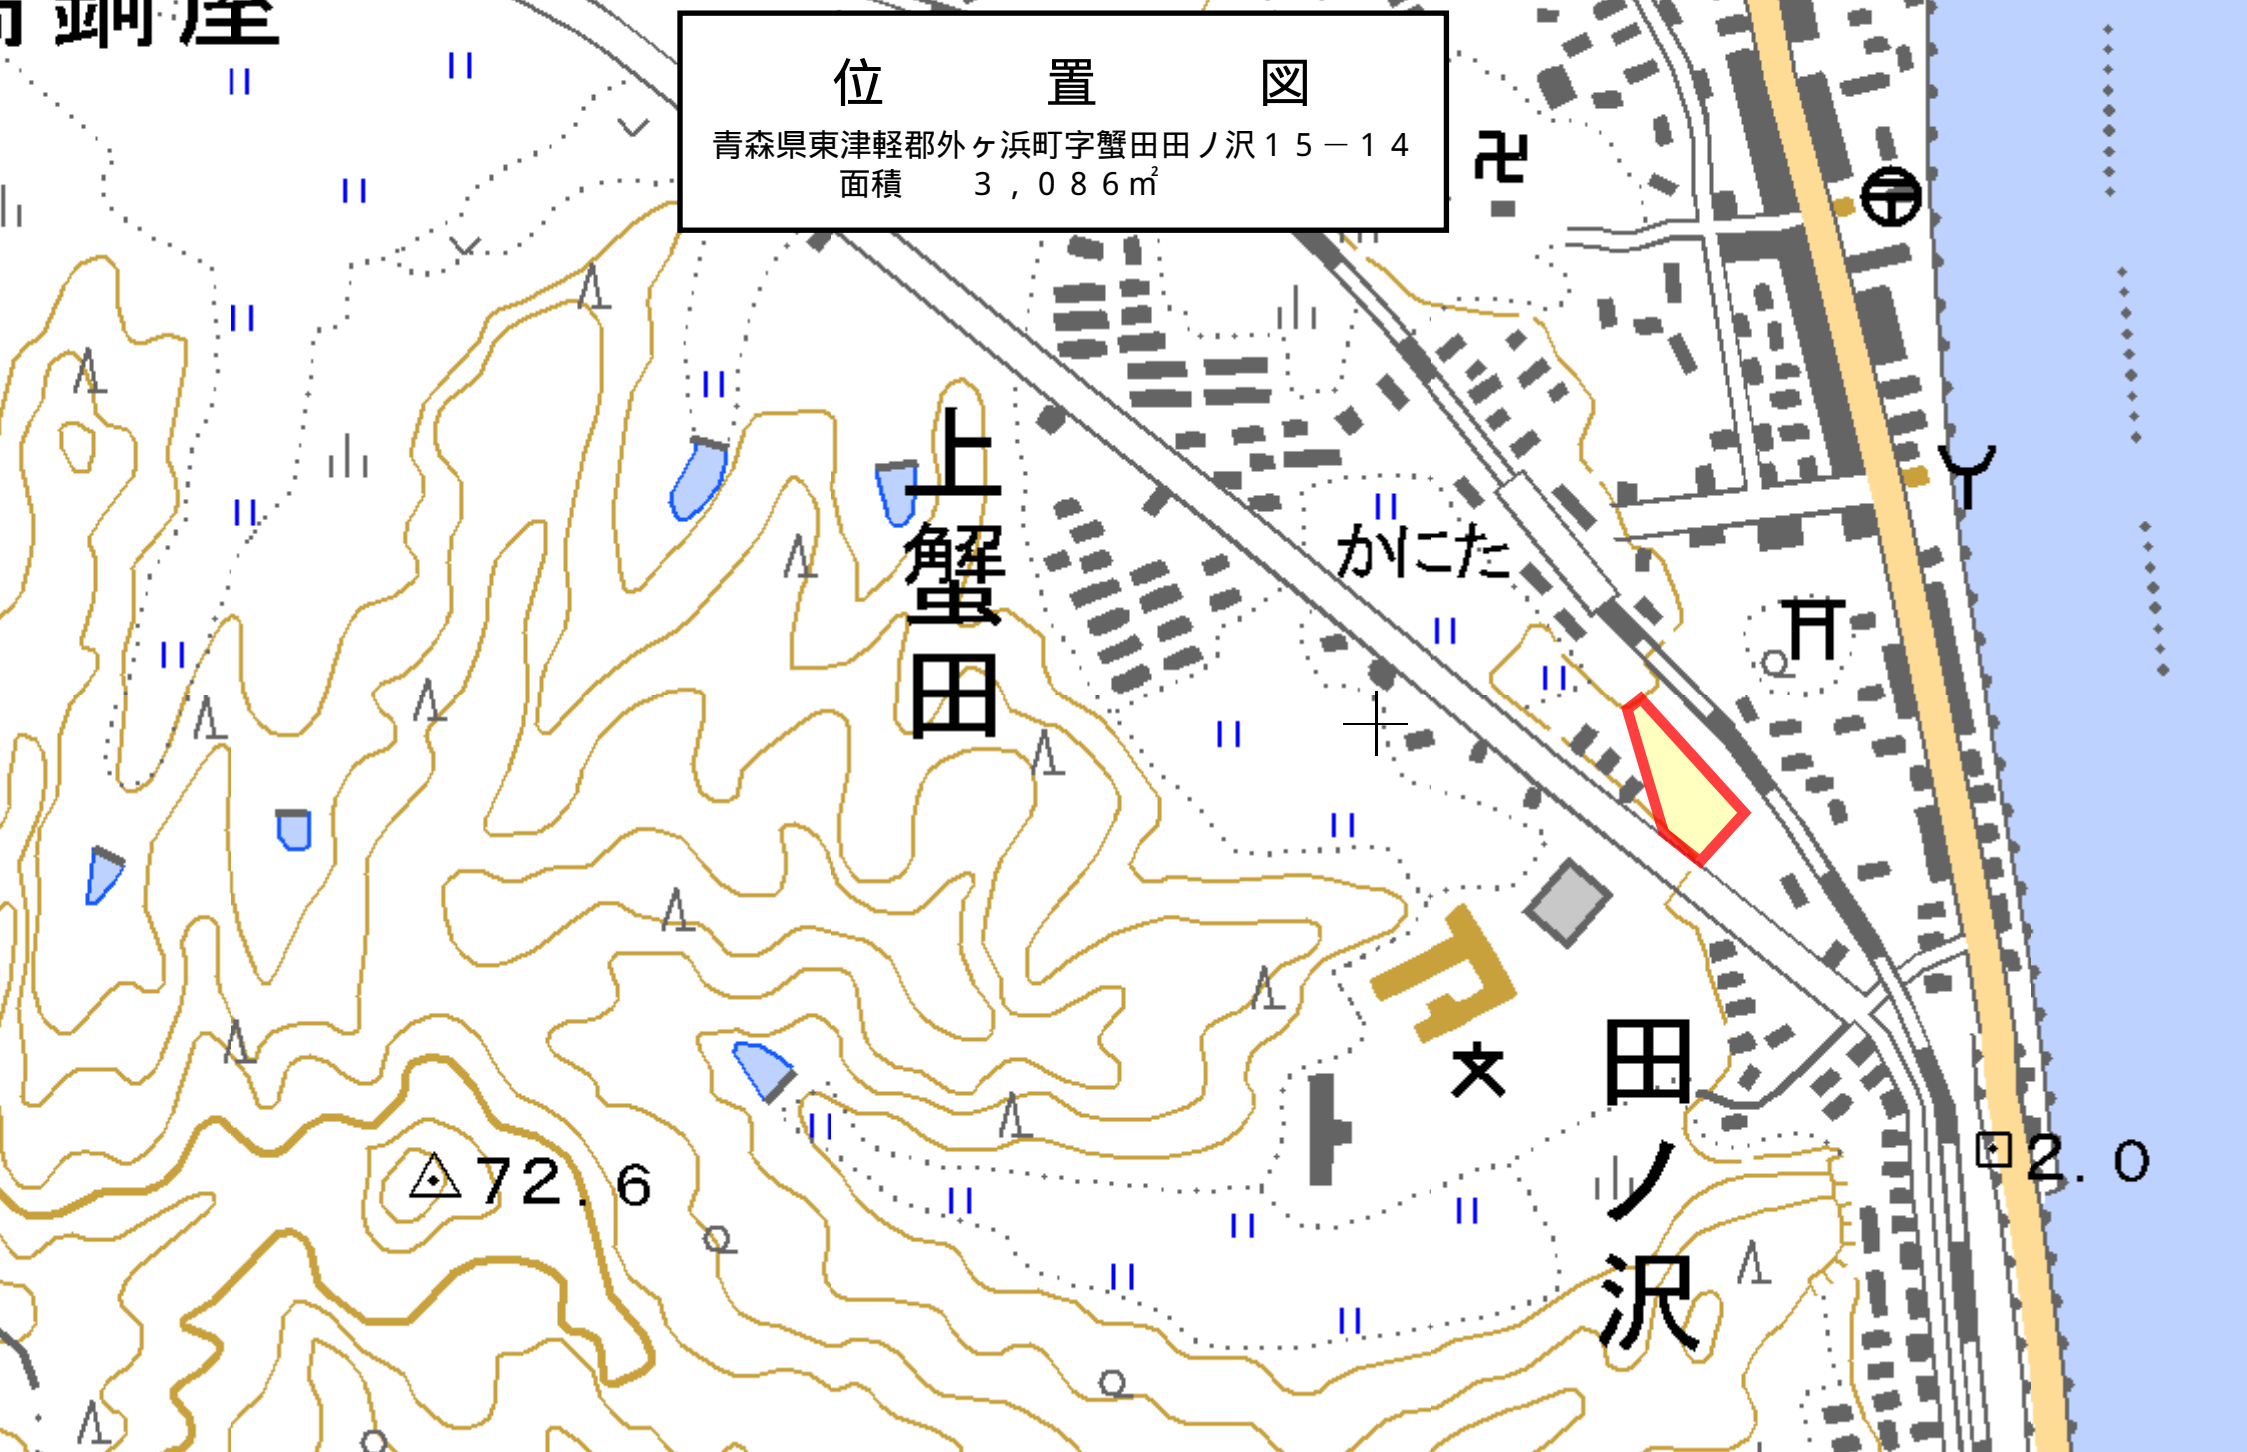 銅屋
位　置　図
青森県東津軽郡外ヶ浜町字蟹田田ノ沢１５－１４
面積　３，０８６㎡
上蟹田
かにた
田ノ沢
72.6
2.0